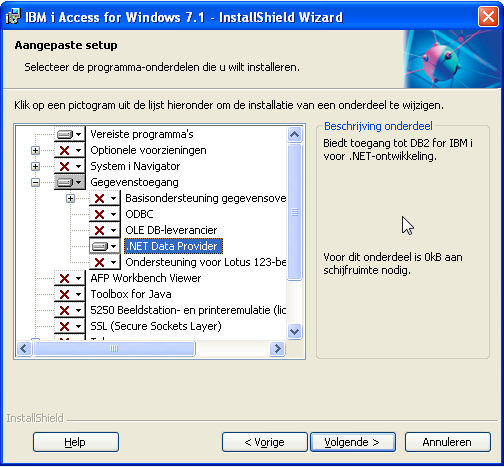 IBM i Access for Windows 7.1 - InstallShield Wizard
Aangepaste setup
Selecteer de programma-onderdelen die u wilt installeren.
Klik op een pictogram uit de lijst hieronder om de installatie van een onderdeel te wijzigen.
Vereiste programma's
Optionele voorzieningen
System i Navigator
Gegevenstoegang
Basisondersteuning gegevensove
ODBC
OLE DB-leverancier
.NET Data Provider
Ondersteuning voor Lotus 123-be
AFP Workbench Viewer
Toolbox for Java
5250 Beeldstation- en printeremulatie (lic
SSL (Secure Sockets Layer)
Beschrijving onderdeel
Biedt toegang tot DB2 for IBM i
voor .NET-ontwikkeling.
Voor dit onderdeel is 0kB aan
schijfruimte nodig.
InstallShield
Help
< Vorige
Volgende >
Annuleren